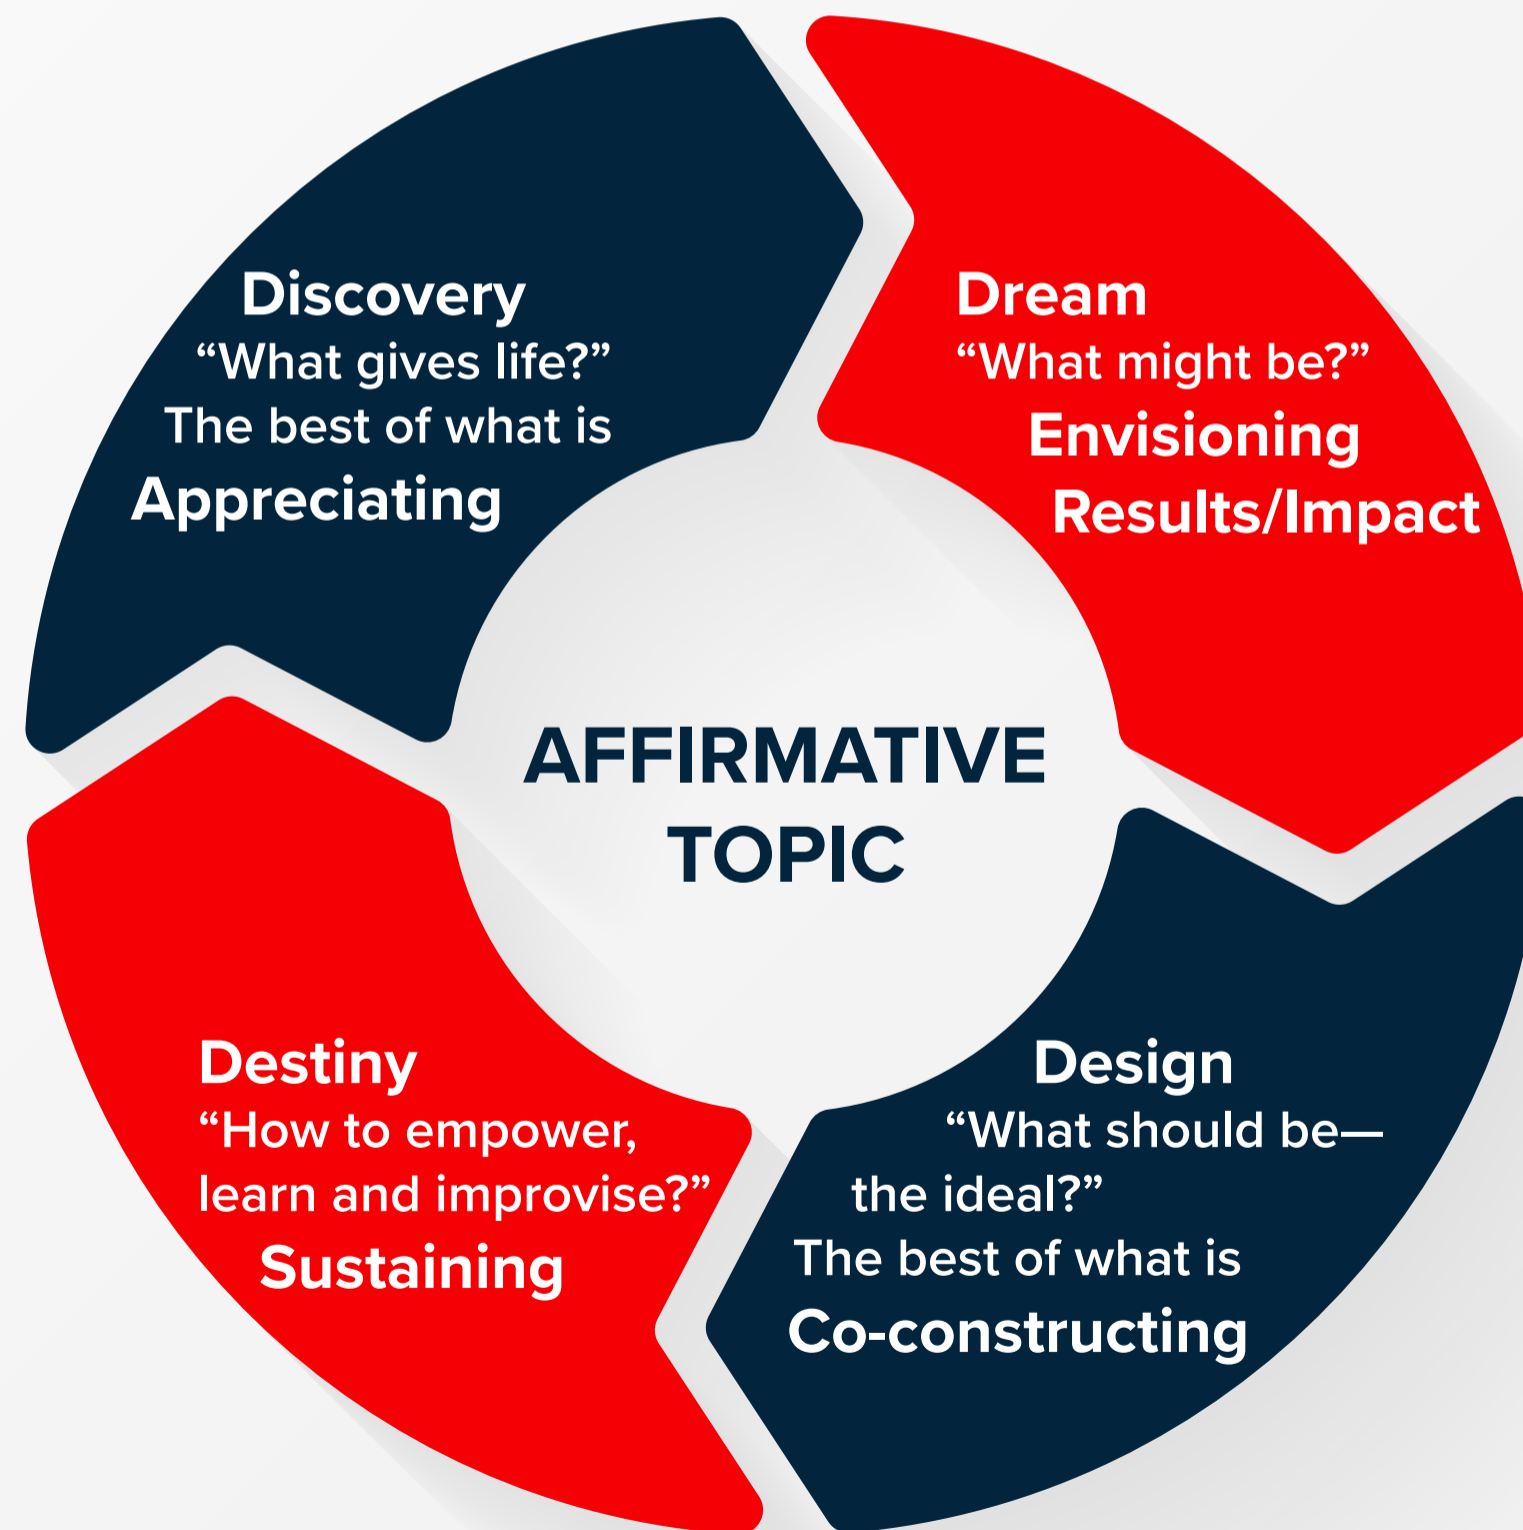 Discovery
“What gives life?”
The best of what is
Appreciating
Dream
“What might be?”
Envisioning
Results/Impact
AFFIRMATIVE
TOPIC
Destiny
“How to empower,
learn and improvise?”
Sustaining
Design
“What should be—
the ideal?”
The best of what is
Co-constructing